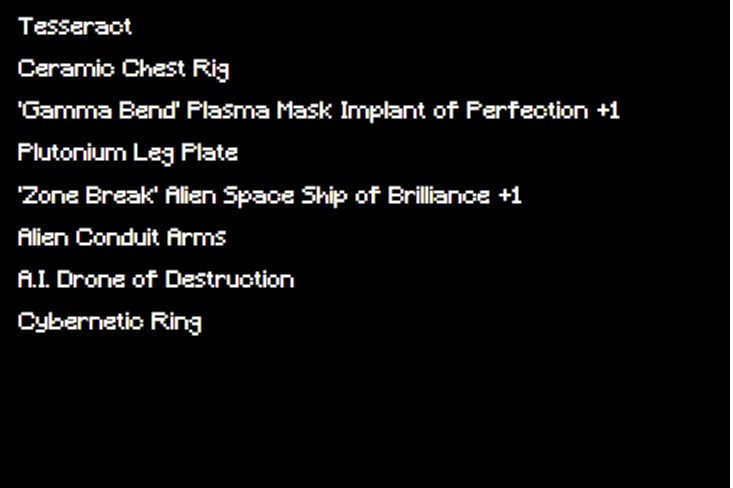 Tesseract
Ceramic Chest Rig
'Gamma Bend' Plasma Mask Implant of Perfection +1
Plutonium Leg Plate
'Zone Break' Alien Space Ship of Brilliance +1
Alien Conduit Arms
A.I. Drone of Destruction
Cybernetic Ring